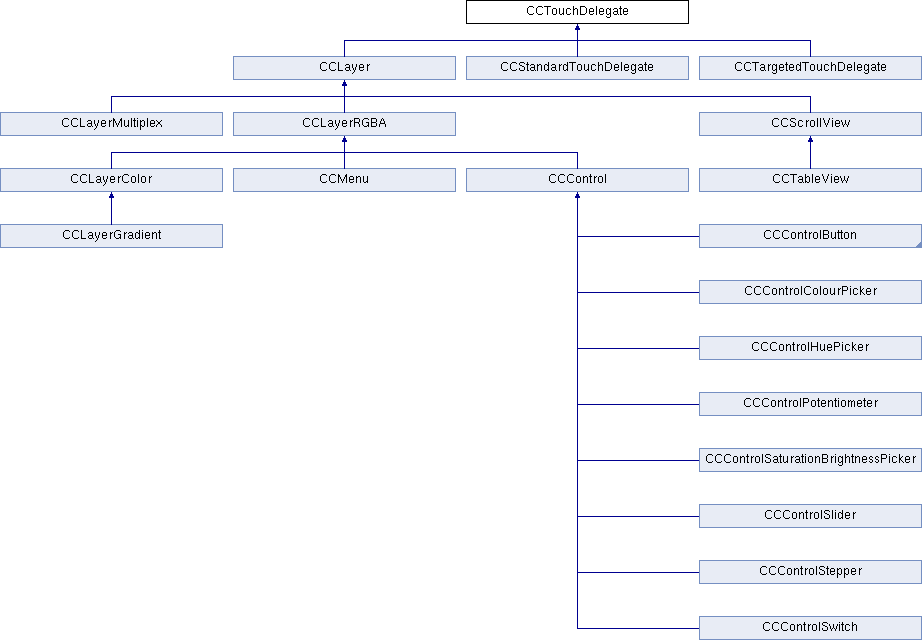 CCTouchDelegate
CCLayer
CCStandardTouchDelegate
CCTargetedTouchDelegate
CCLayerMultiplex
CCLayerRGBA
CCScrollView
CCLayerColor
CCMenu
CCControl
CCTableView
CCLayerGradient
CCControlButton
CCControlColourPicker
CCControlHuePicker
CCControlPotentiometer
CCControlSaturationBrightnessPicker
CCControlSlider
CCControlStepper
CCControlSwitch